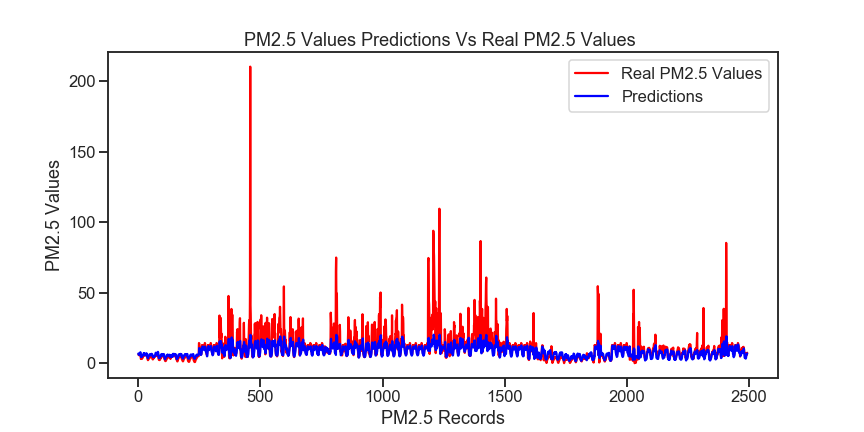 PM2.5 Values Predictions Vs Real PM2.5 Values
Real PM2.5 Values
Predictions
PM2.5 Values
200
150
100
50
0
0 500 1000 1500 2000 2500
PM2.5 Records